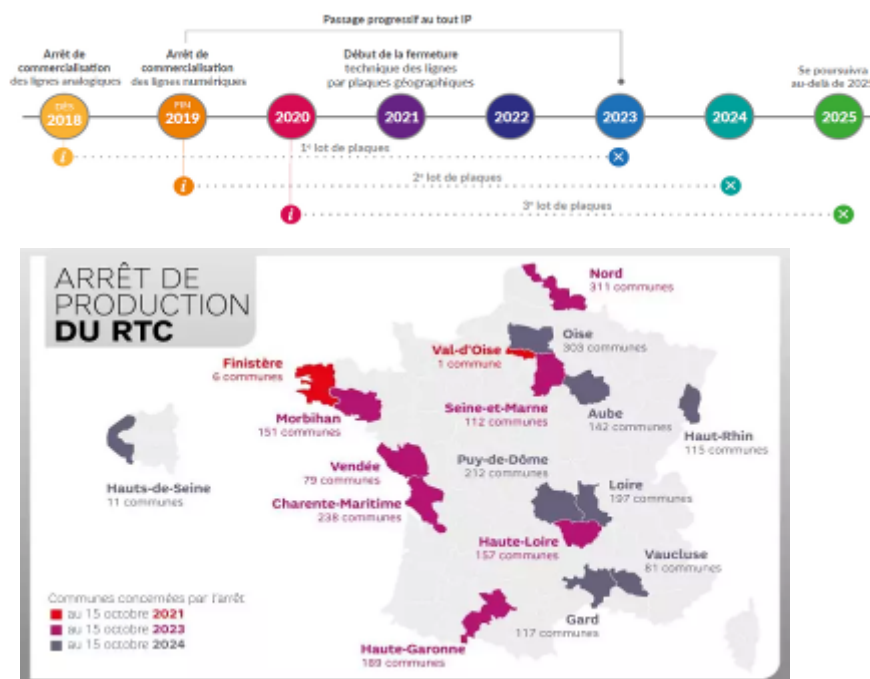 Passage progressif au tout IP
Arrêt de
commercialisation
des lignes analogiques
Arrêt de
commercialisation
des lignes numériques
Début de la fermeture
technique des lignes
par plaques géographiques
Se poursuivra
au-delà de 2025
DÈS
2018
FIN
2019
2020
2021
2022
2023
2024
2025
1ᵉ lot de plaques
2ᵉ lot de plaques
3ᵉ lot de plaques
ARRÊT DE
PRODUCTION
DU RTC
Nord
311 communes
Oise
303 communes
Val-d'Oise
1 commune
Finistère
6 communes
Morbihan
151 communes
Seine-et-Marne
112 communes
Aube
142 communes
Haut-Rhin
115 communes
Vendée
79 communes
Puy-de-Dôme
212 communes
Hauts-de-Seine
11 communes
Charente-Maritime
238 communes
Loire
197 communes
Haute-Loire
157 communes
Vaucluse
81 communes
Gard
117 communes
Haute-Garonne
189 communes
Communes concernées par l'arrêt
au 15 octobre 2021
au 15 octobre 2023
au 15 octobre 2024